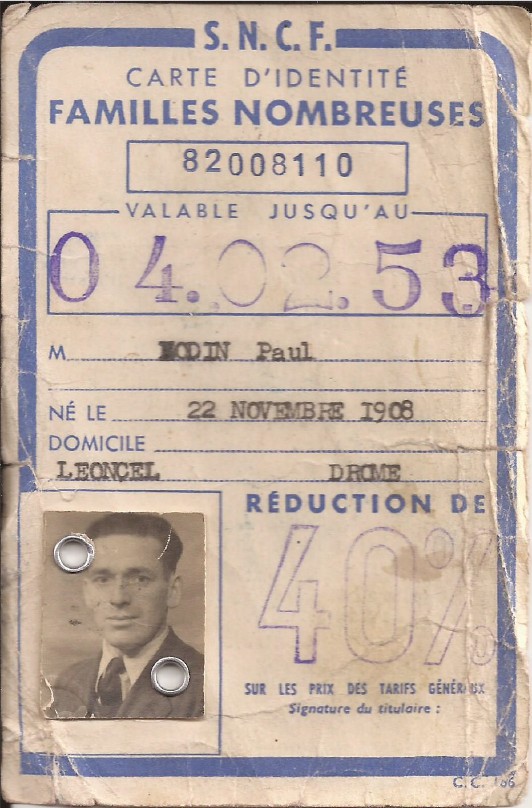 S. N. C. F.
CARTE D'IDENTITÉ
FAMILLES NOMBREUSES
82008110
VALABLE JUSQU'AU
04.02.53
M Paul
NÉ LE 22 NOVEMBRE 1908
DOMICILE
LEONCEL DROME
RÉDUCTION DE
40%
SUR LES PRIX DES TARIFS GÉNÉRAUX
Signature du titulaire :
C. C.